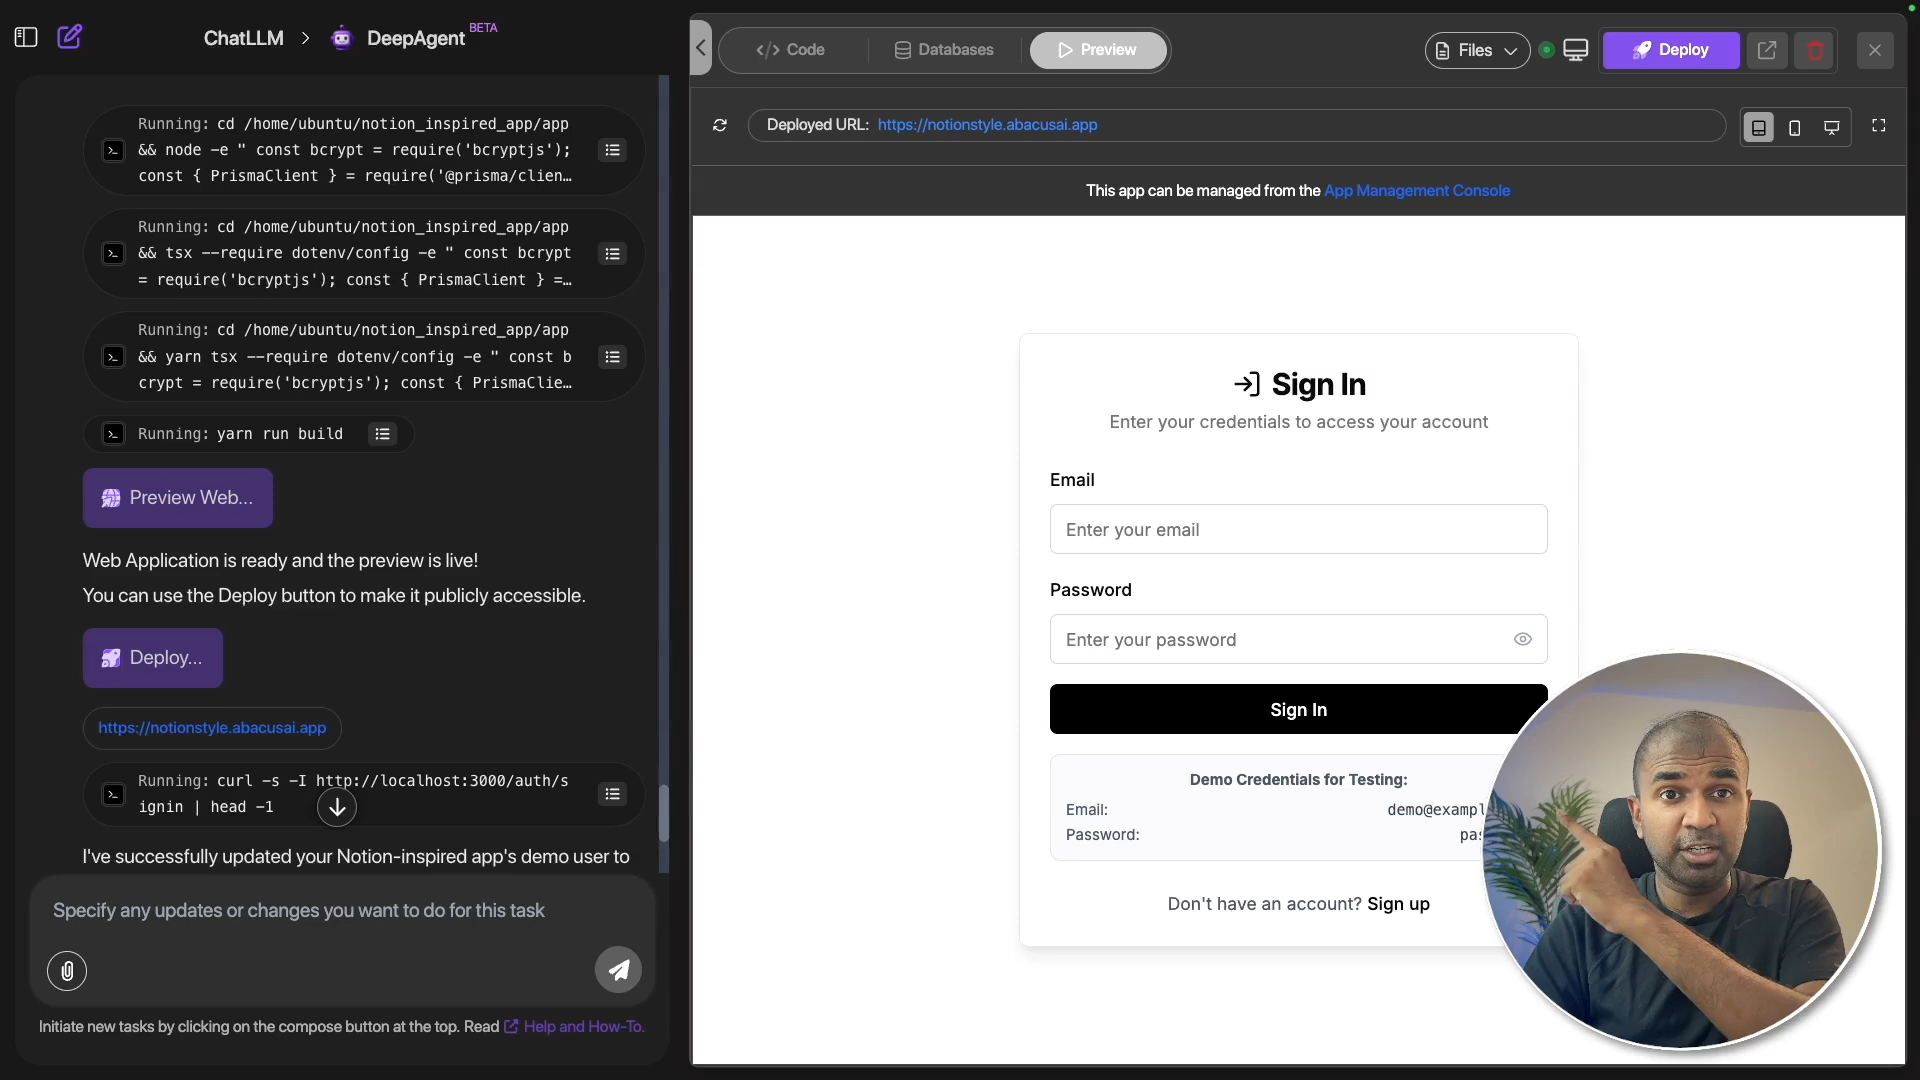 ChatLLM > DeepAgent BETA
Running: cd /home/ubuntu/notion_inspired_app/app
&& node -e " const bcrypt = require('bcryptjs');
const { PrismaClient } = require('@prisma/clien…
Running: cd /home/ubuntu/notion_inspired_app/app
&& tsx --require dotenv/config -e " const bcrypt
= require('bcryptjs'); const { PrismaClient } =…
Running: cd /home/ubuntu/notion_inspired_app/app
&& yarn tsx --require dotenv/config -e " const b
crypt = require('bcryptjs'); const { PrismaClie…
Running: yarn run build
Preview Web...
Web Application is ready and the preview is live!
You can use the Deploy button to make it publicly accessible.
Deploy...
https://notionstyle.abacusai.app
Running: curl -s -I http://localhost:3000/auth/s
ignin | head -1
I've successfully updated your Notion-inspired app's demo user to
Specify any updates or changes you want to do for this task
Initiate new tasks by clicking on the compose button at the top. Read Help and How-To.
</> Code
Databases
Preview
Files
Deploy
Deployed URL: https://notionstyle.abacusai.app
This app can be managed from the App Management Console
Sign In
Enter your credentials to access your account
Email
Enter your email
Password
Enter your password
Sign In
Demo Credentials for Testing:
Email: demo@exampl
Password: pas
Don't have an account? Sign up